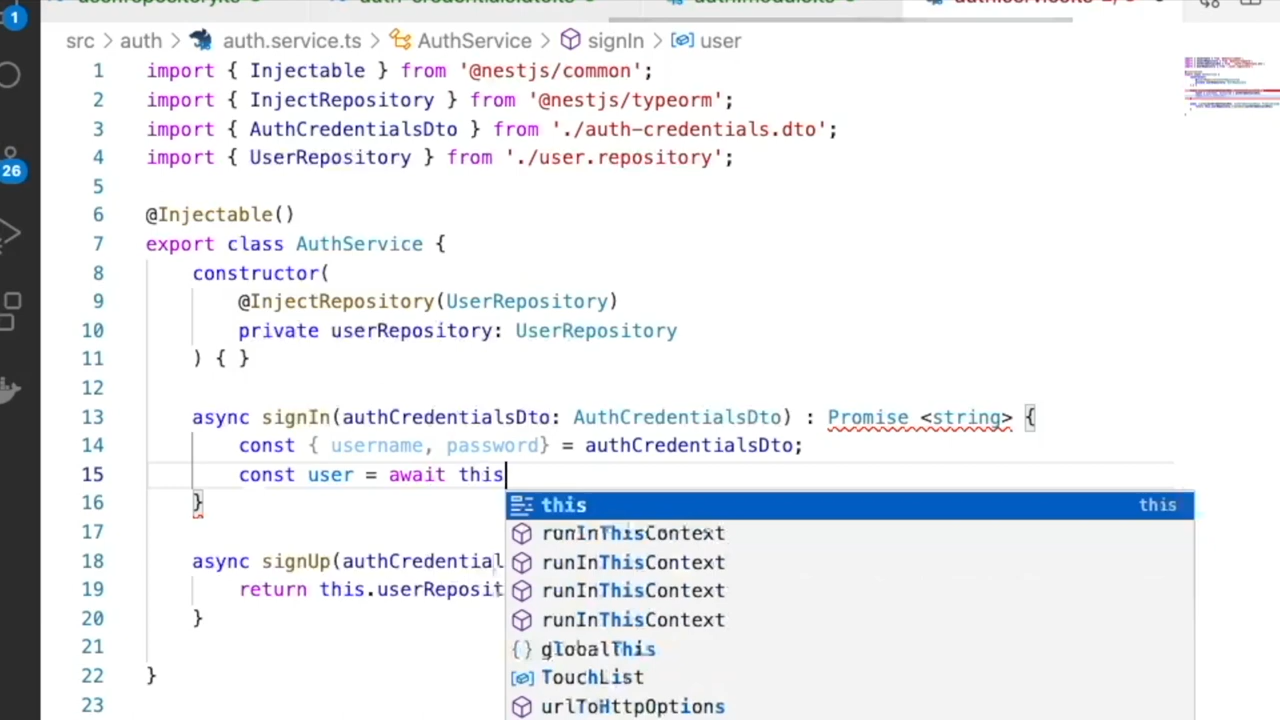 1
26
src > auth > auth.service.ts > AuthService > signIn > user
1 import { Injectable } from '@nestjs/common';
2 import { InjectRepository } from '@nestjs/typeorm';
3 import { AuthCredentialsDto } from './auth-credentials.dto';
4 import { UserRepository } from './user.repository';
5
6 @Injectable()
7 export class AuthService {
8 constructor(
9 @InjectRepository(UserRepository)
10 private userRepository: UserRepository
11 ) { }
12
13 async signIn(authCredentialsDto: AuthCredentialsDto) : Promise <string> {
14 const { username, password} = authCredentialsDto;
15 const user = await this
16 }
17
18 async signUp(authCredential
19 return this.userReposit
20 }
21
22 }
23
this this
runInThisContext
runInThisContext
runInThisContext
runInThisContext
globalThis
TouchList
urlToHttpOptions